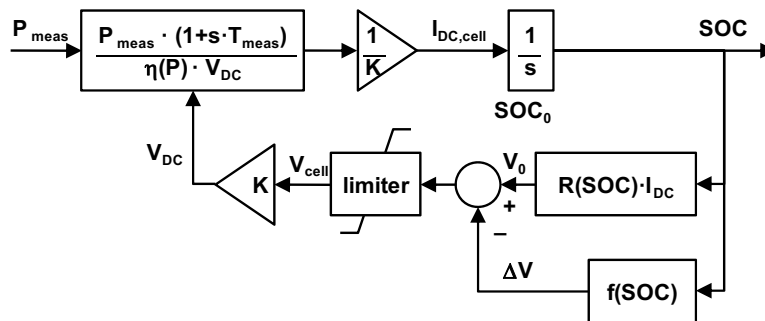 P meas
P meas · (1+s·T meas)
η(P) · V DC
1
K
I DC,cell
1
s
SOC
SOC 0
V DC
K
V cell
limiter
V 0
+
−
R(SOC)·I DC
ΔV
f(SOC)